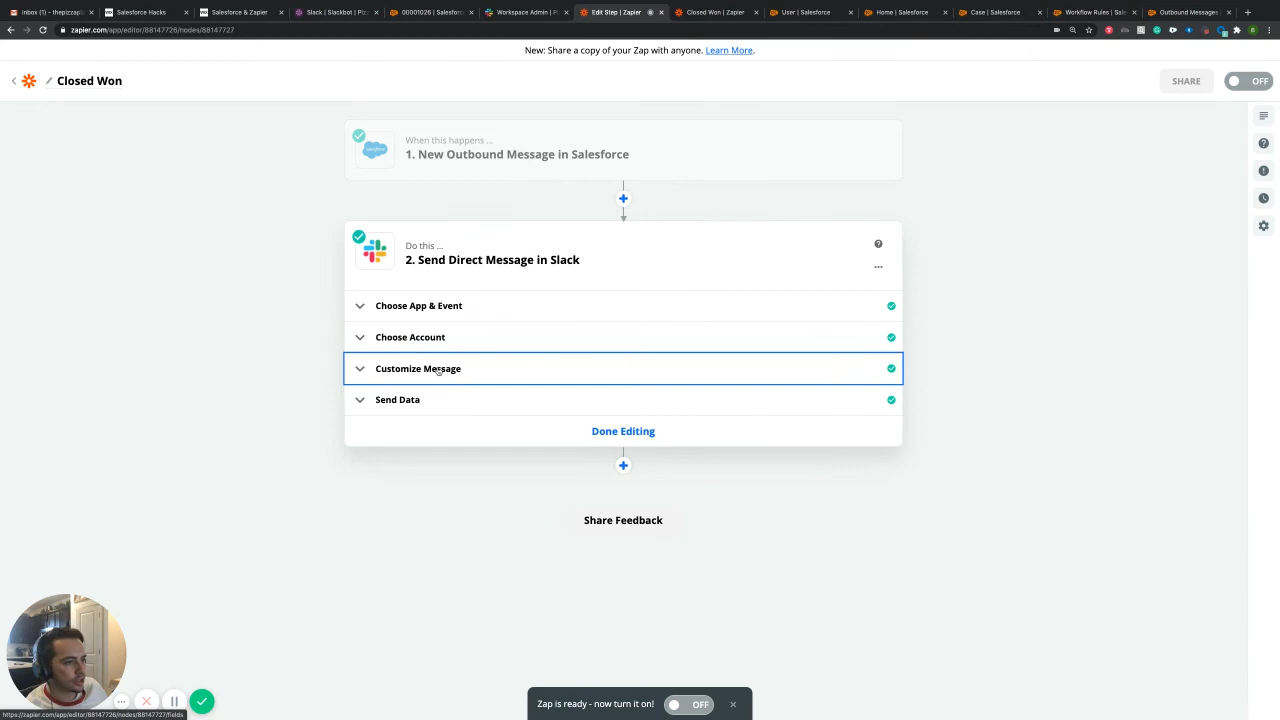 Inbox (1) - thepizzapl
Salesforce Hacks
Salesforce & Zapier
Slack | Slackbot | Pizz
00001026 | Salesforc
Workspace Admin | Fl
Edit Step | Zapier
Closed Won | Zapier
User | Salesforce
Home | Salesforce
Case | Salesforce
Workflow Rules | Sale
Outbound Messages
zapier.com/app/editor/88147726/nodes/88147727
New: Share a copy of your Zap with anyone. Learn More.
Closed Won
SHARE
OFF
When this happens ...
1. New Outbound Message in Salesforce
Do this ...
2. Send Direct Message in Slack
Choose App & Event
Choose Account
Customize Message
Send Data
Done Editing
Share Feedback
Zap is ready - now turn it on!
OFF
https://zapier.com/app/editor/88147726/nodes/88147727/fields